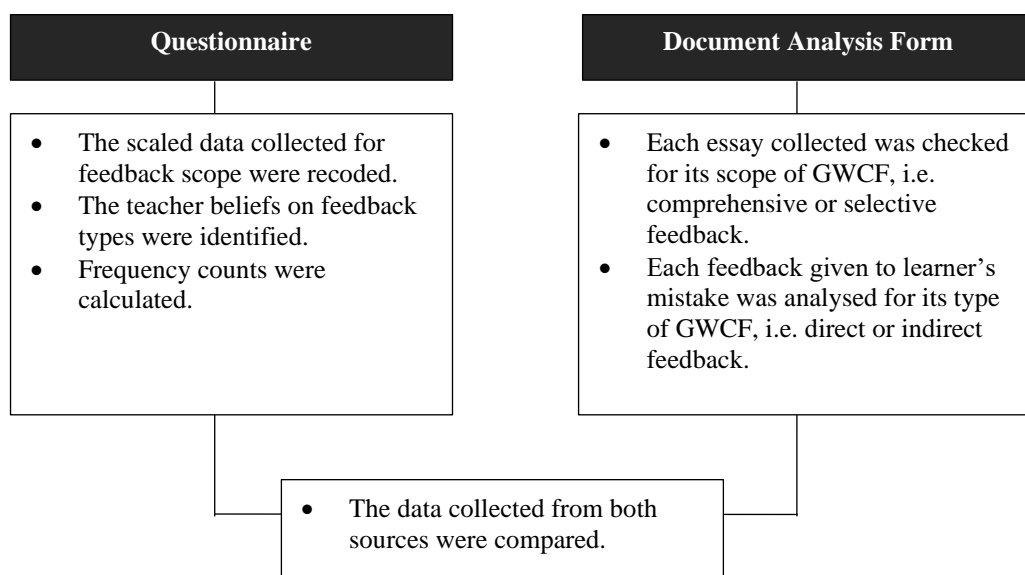 Questionnaire
• The scaled data collected for
feedback scope were recoded.
• The teacher beliefs on feedback
types were identified.
• Frequency counts were
calculated.
Document Analysis Form
• Each essay collected was checked
for its scope of GWCF, i.e.
comprehensive or selective
feedback.
• Each feedback given to learner’s
mistake was analysed for its type
of GWCF, i.e. direct or indirect
feedback.
• The data collected from both
sources were compared.